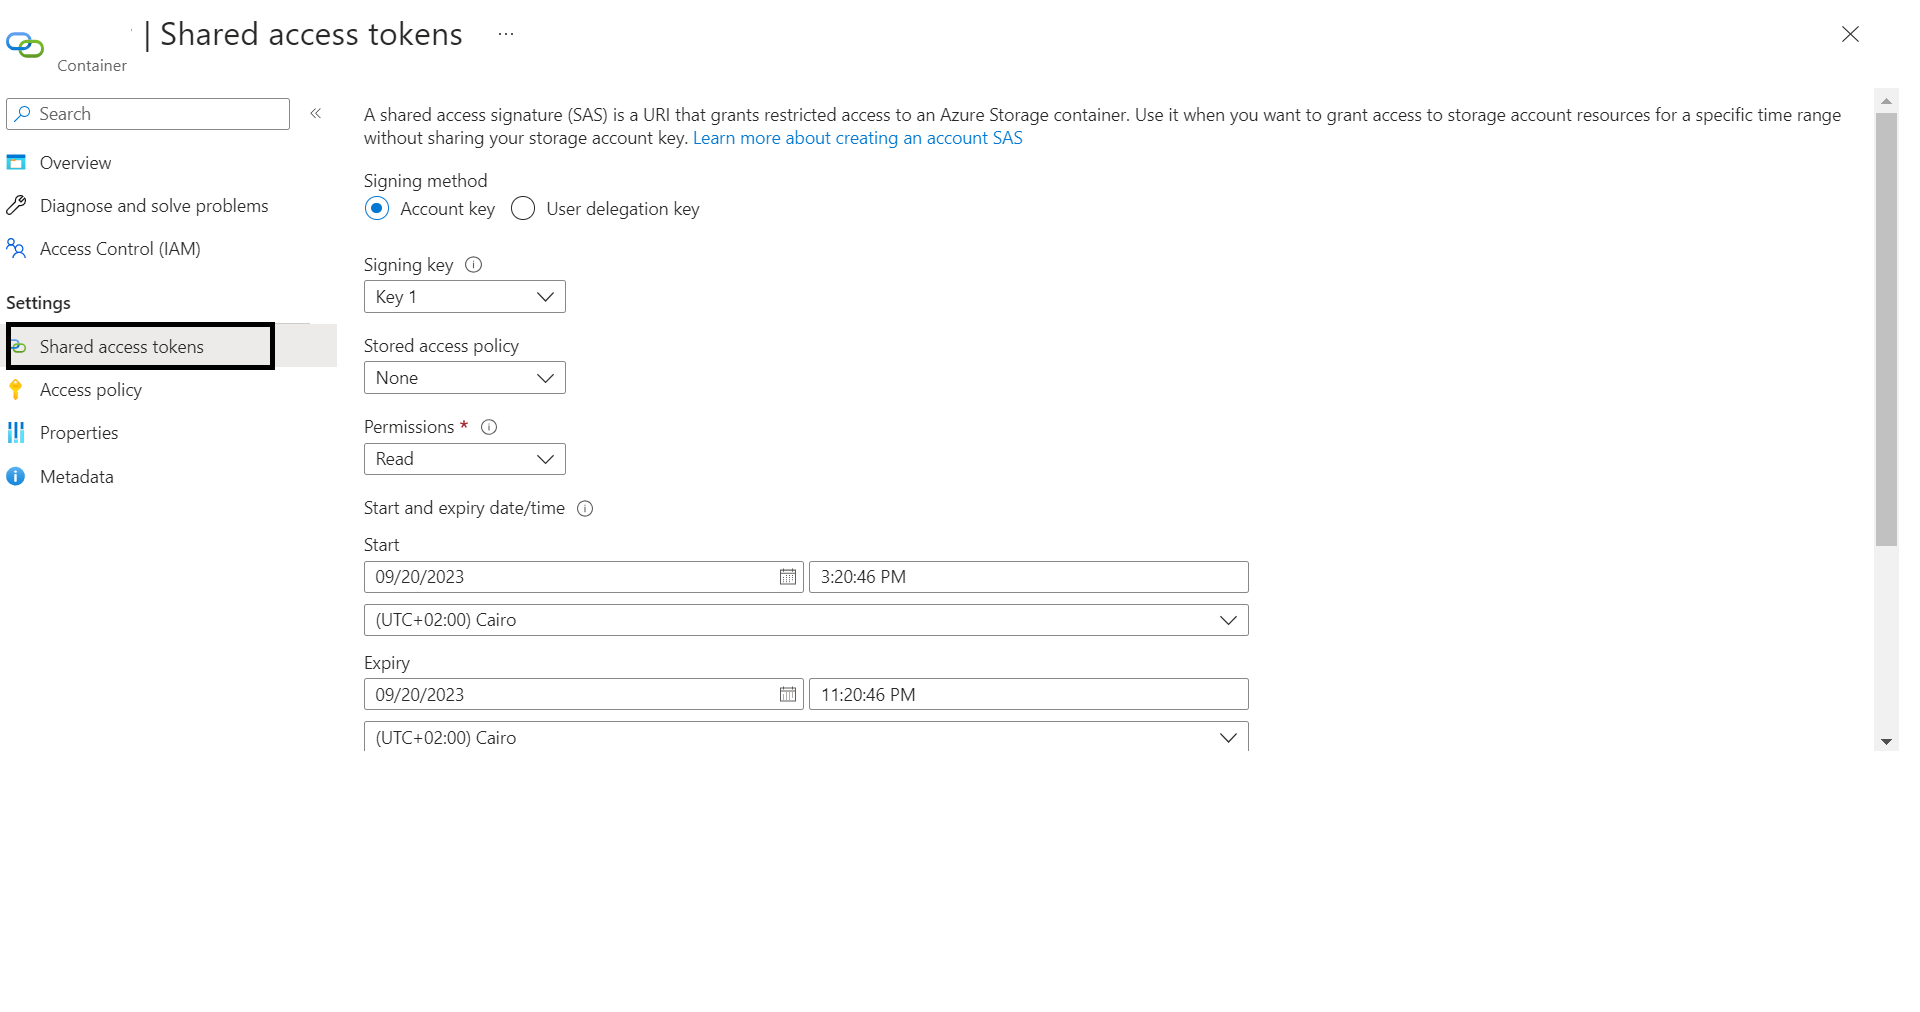 | Shared access tokens ...
Container
Search «
Overview
Diagnose and solve problems
Access Control (IAM)
Settings
Shared access tokens
Access policy
Properties
Metadata
A shared access signature (SAS) is a URI that grants restricted access to an Azure Storage container. Use it when you want to grant access to storage account resources for a specific time range
without sharing your storage account key. Learn more about creating an account SAS
Signing method
Account key User delegation key
Signing key
Key 1
Stored access policy
None
Permissions *
Read
Start and expiry date/time
Start
09/20/2023 3:20:46 PM
(UTC+02:00) Cairo
Expiry
09/20/2023 11:20:46 PM
(UTC+02:00) Cairo